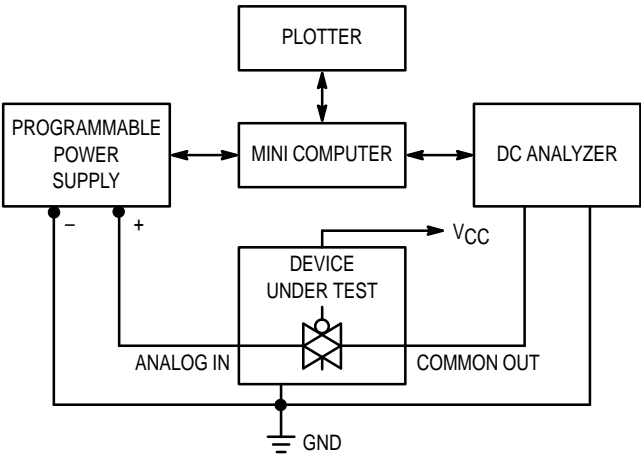 PLOTTER
PROGRAMMABLE
POWER
SUPPLY
MINI COMPUTER
DC ANALYZER
– +
VCC
DEVICE
UNDER TEST
ANALOG IN
COMMON OUT
GND